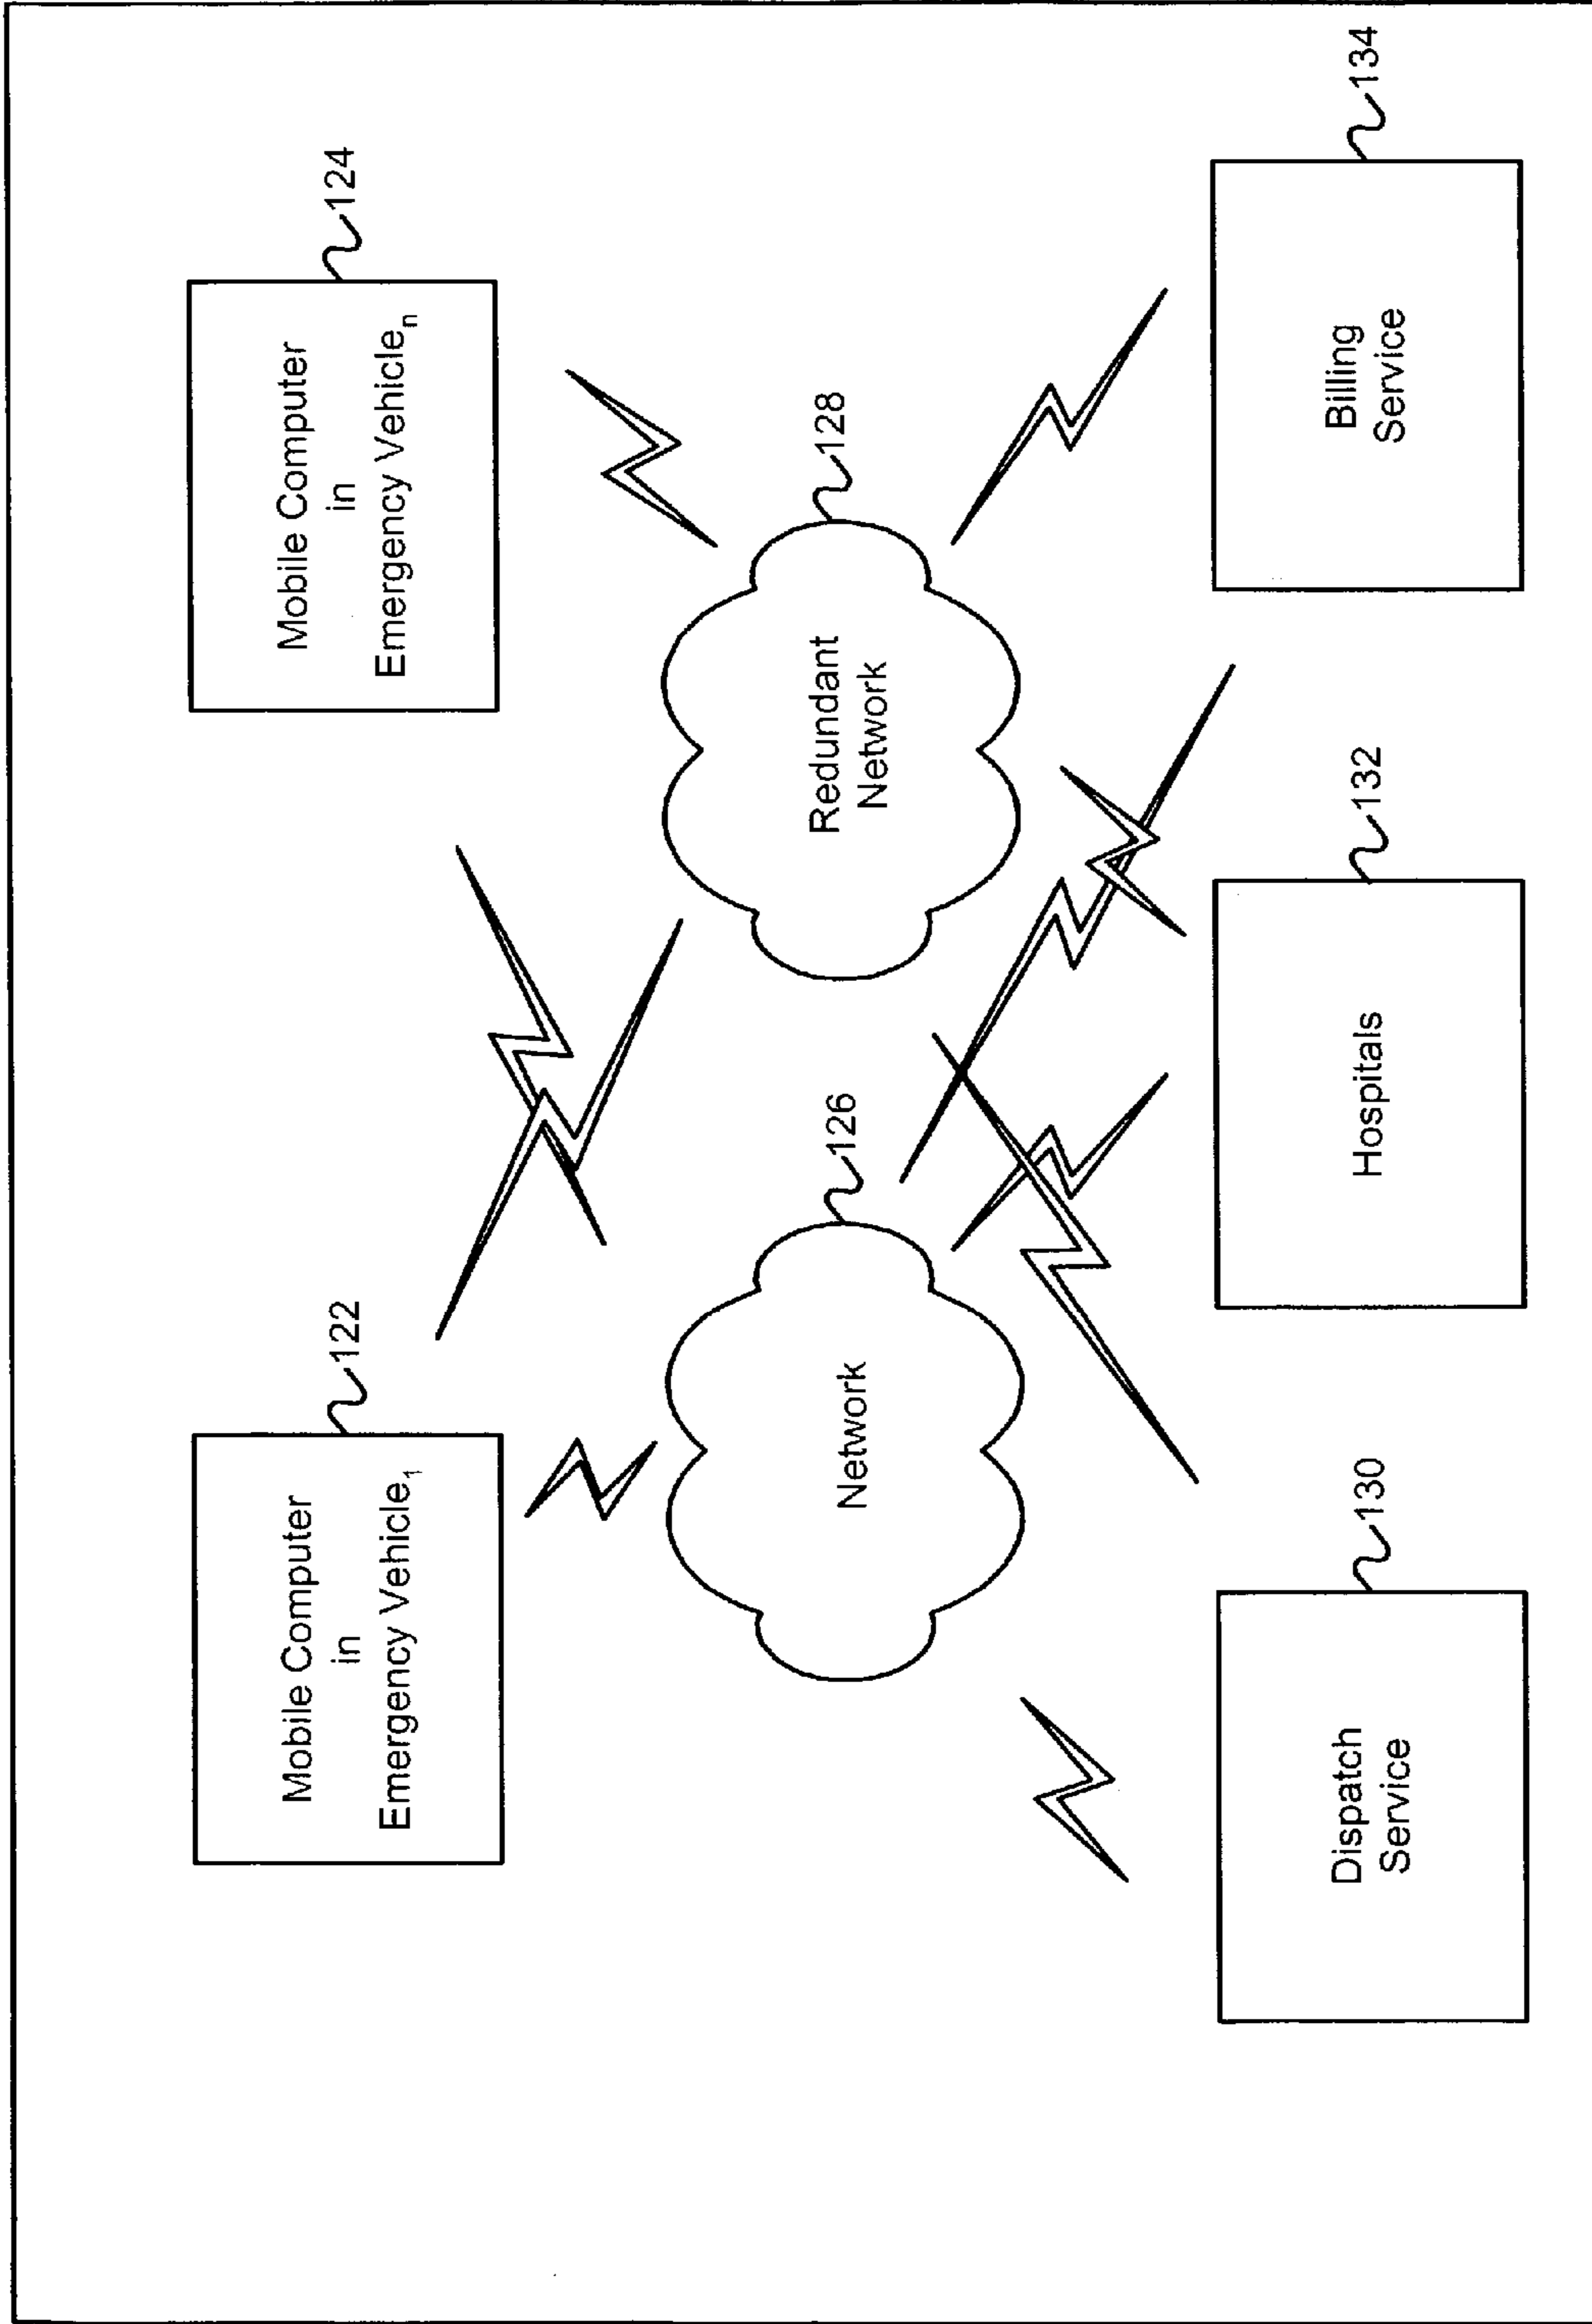 Mobile Computer
in
Emergency Vehicle₁
122
Mobile Computer
in
Emergency Vehicleₙ
124
Network
126
Redundant
Network
128
Dispatch
Service
130
Hospitals
132
Billing
Service
134